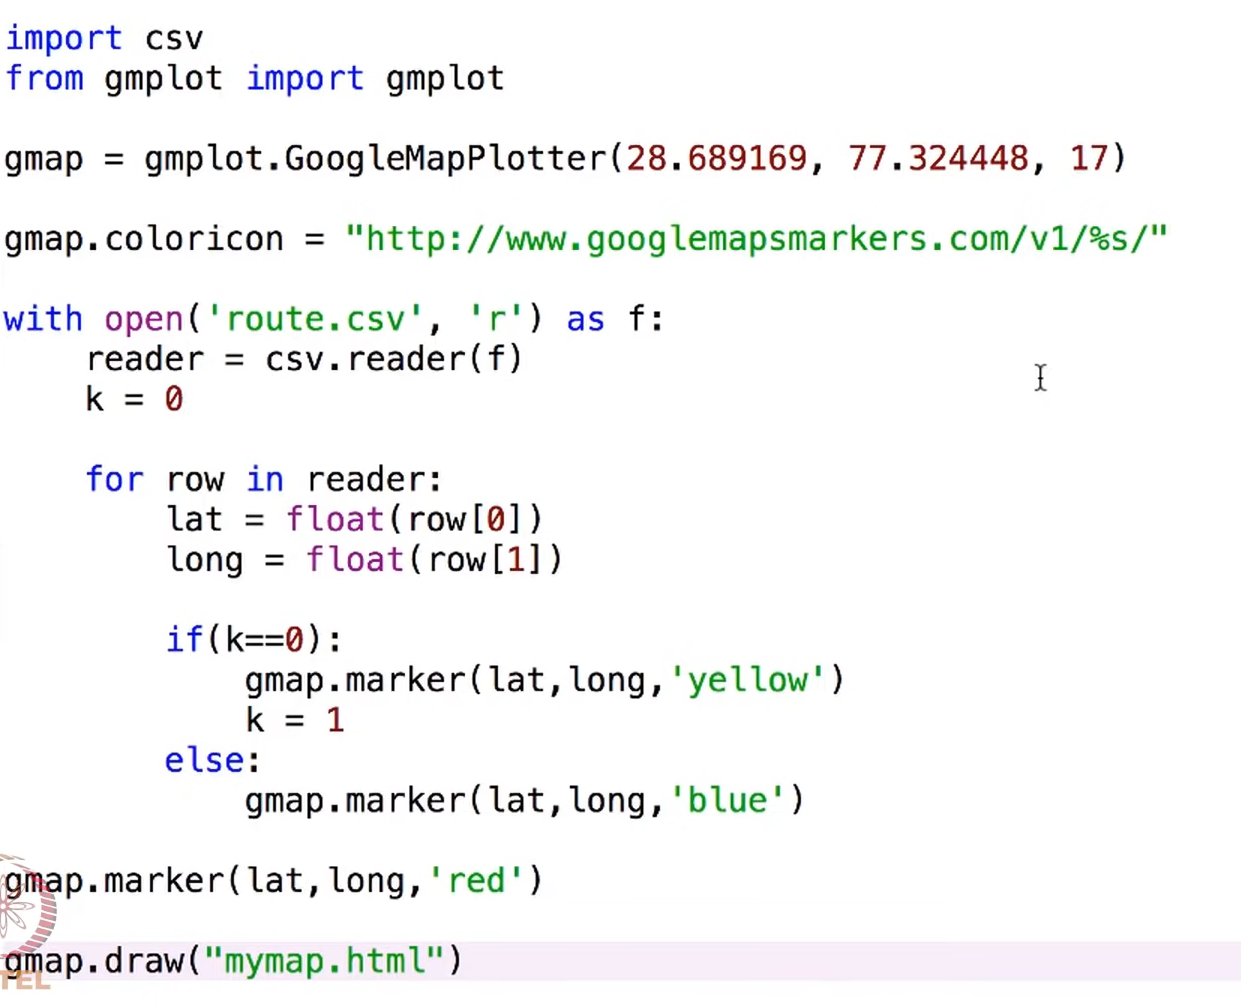 import csv
from gmplot import gmplot
gmap = gmplot.GoogleMapPlotter(28.689169, 77.324448, 17)
gmap.coloricon = "http://www.googlemapsmarkers.com/v1/%s/"
with open('route.csv', 'r') as f:
    reader = csv.reader(f)
    k = 0
    for row in reader:
        lat = float(row[0])
        long = float(row[1])
        if(k==0):
            gmap.marker(lat,long,'yellow')
            k = 1
        else:
            gmap.marker(lat,long,'blue')
gmap.marker(lat,long,'red')
gmap.draw("mymap.html")
TEL